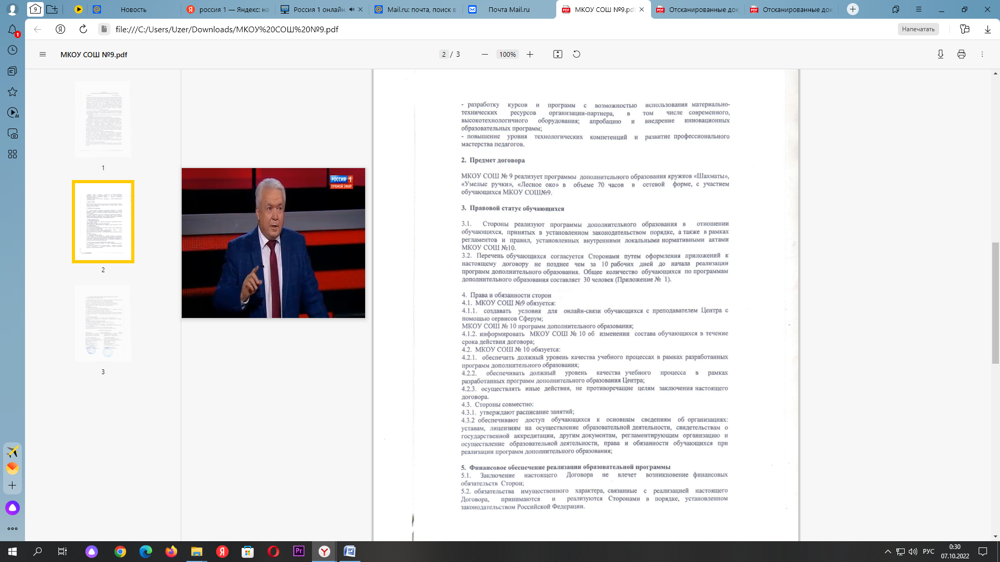 Новость
россия 1 — Яндекс: на
Россия 1 онлайн.
Mail.ru: почта, поиск в
Почта Mail.ru
МКОУ СОШ №9.pdf
Отсканированные док
Отсканированные док
file:///C:/Users/Uzer/Downloads/МКОУ%20СОШ%20№9.pdf
Напечатать
МКОУ СОШ №9.pdf
2 / 3
100%
1
2
3
РОССИЯ 1
ПРЯМОЙ ЭФИР
- разработку курсов и программ с возможностью использования материально-
технических ресурсов организации-партнера, в том числе современного,
высокотехнологичного оборудования; апробацию и внедрение инновационных
образовательных программ;
- повышение уровня технологических компетенций и развитие профессионального
мастерства педагогов.
2. Предмет договора
МКОУ СОШ № 9 реализует программы дополнительного образования кружков «Шахматы»,
«Умелые ручки», «Лесное око» в объеме 70 часов в сетевой форме, с участием
обучающихся МКОУ СОШ№9.
3. Правовой статус обучающихся
3.1. Стороны реализуют программы дополнительного образования в отношении
обучающихся, принятых в установленном законодательством порядке, а также в рамках
регламентов и правил, установленных внутренними локальными нормативными актами
МКОУ СОШ №10.
3.2. Перечень обучающихся согласуется Сторонами путем оформления приложений к
настоящему договору не позднее чем за 10 рабочих дней до начала реализации
программ дополнительного образования. Общее количество обучающихся по программам
дополнительного образования составляет 30 человек (Приложение № 1).
4. Права и обязанности сторон
4.1. МКОУ СОШ №9 обязуется:
4.1.1. создавать условия для онлайн-связи обучающихся с преподавателем Центра с
помощью сервисов Сферум;
МКОУ СОШ № 10 программ дополнительного образования;
4.1.2. информировать МКОУ СОШ № 10 об изменении состава обучающихся в течение
срока действия договора;
4.2. МКОУ СОШ № 10 обязуется:
4.2.1. обеспечить должный уровень качества учебного процессах в рамках разработанных
программ дополнительного образования;
4.2.2. обеспечивать должный уровень качества учебного процесса в рамках
разработанных программ дополнительного образования Центра;
4.2.3. осуществлять иные действия, не противоречащие целям заключения настоящего
договора.
4.3. Стороны совместно:
4.3.1. утверждают расписание занятий;
4.3.2 обеспечивают доступ обучающихся к основным сведениям об организациях:
уставам, лицензиям на осуществление образовательной деятельности, свидетельствам о
государственной аккредитации, другим документам, регламентирующим организацию и
осуществление образовательной деятельности, права и обязанности обучающихся при
реализации программ дополнительного образования;
5. Финансовое обеспечение реализации образовательной программы
5.1. Заключение настоящего Договора не влечет возникновение финансовых
обязательств Сторон;
5.2. обязательства имущественного характера, связанные с реализацией настоящего
Договора, принимаются и реализуются Сторонами в порядке, установленном
законодательством Российской Федерации.
РУС
0:30
07.10.2022